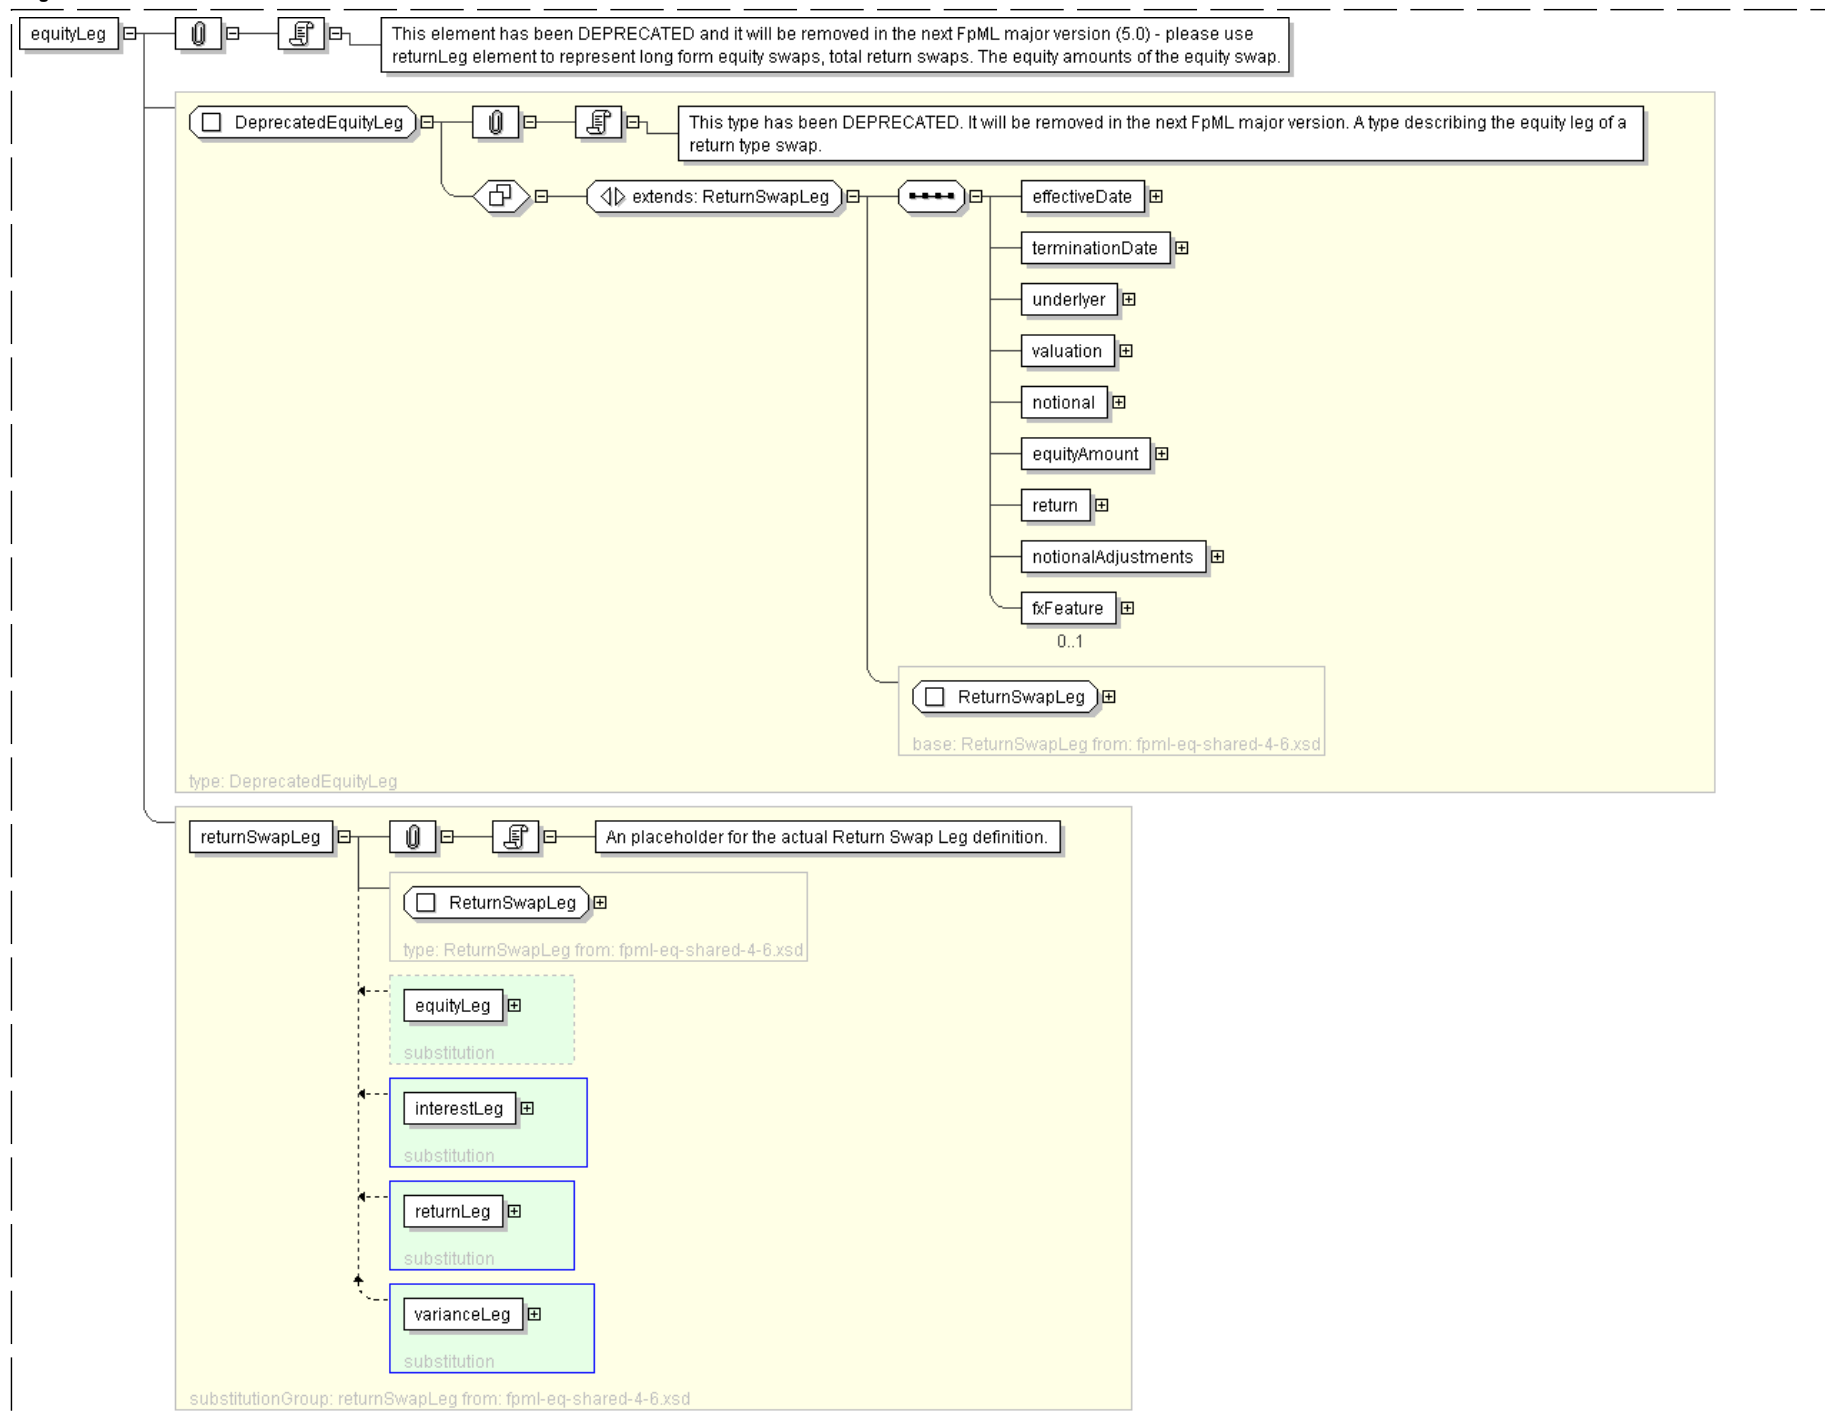 equityLeg
This element has been DEPRECATED and it will be removed in the next FpML major version (5.0) - please use
returnLeg element to represent long form equity swaps, total return swaps. The equity amounts of the equity swap.
DeprecatedEquityLeg
This type has been DEPRECATED. It will be removed in the next FpML major version. A type describing the equity leg of a
return type swap.
extends: ReturnSwapLeg
effectiveDate
terminationDate
underlyer
valuation
notional
equityAmount
return
notionalAdjustments
fxFeature
0..1
ReturnSwapLeg
base: ReturnSwapLeg from: fpml-eq-shared-4-6.xsd
type: DeprecatedEquityLeg
returnSwapLeg
An placeholder for the actual Return Swap Leg definition.
ReturnSwapLeg
type: ReturnSwapLeg from: fpml-eq-shared-4-6.xsd
equityLeg
substitution
interestLeg
substitution
returnLeg
substitution
varianceLeg
substitution
substitutionGroup: returnSwapLeg from: fpml-eq-shared-4-6.xsd